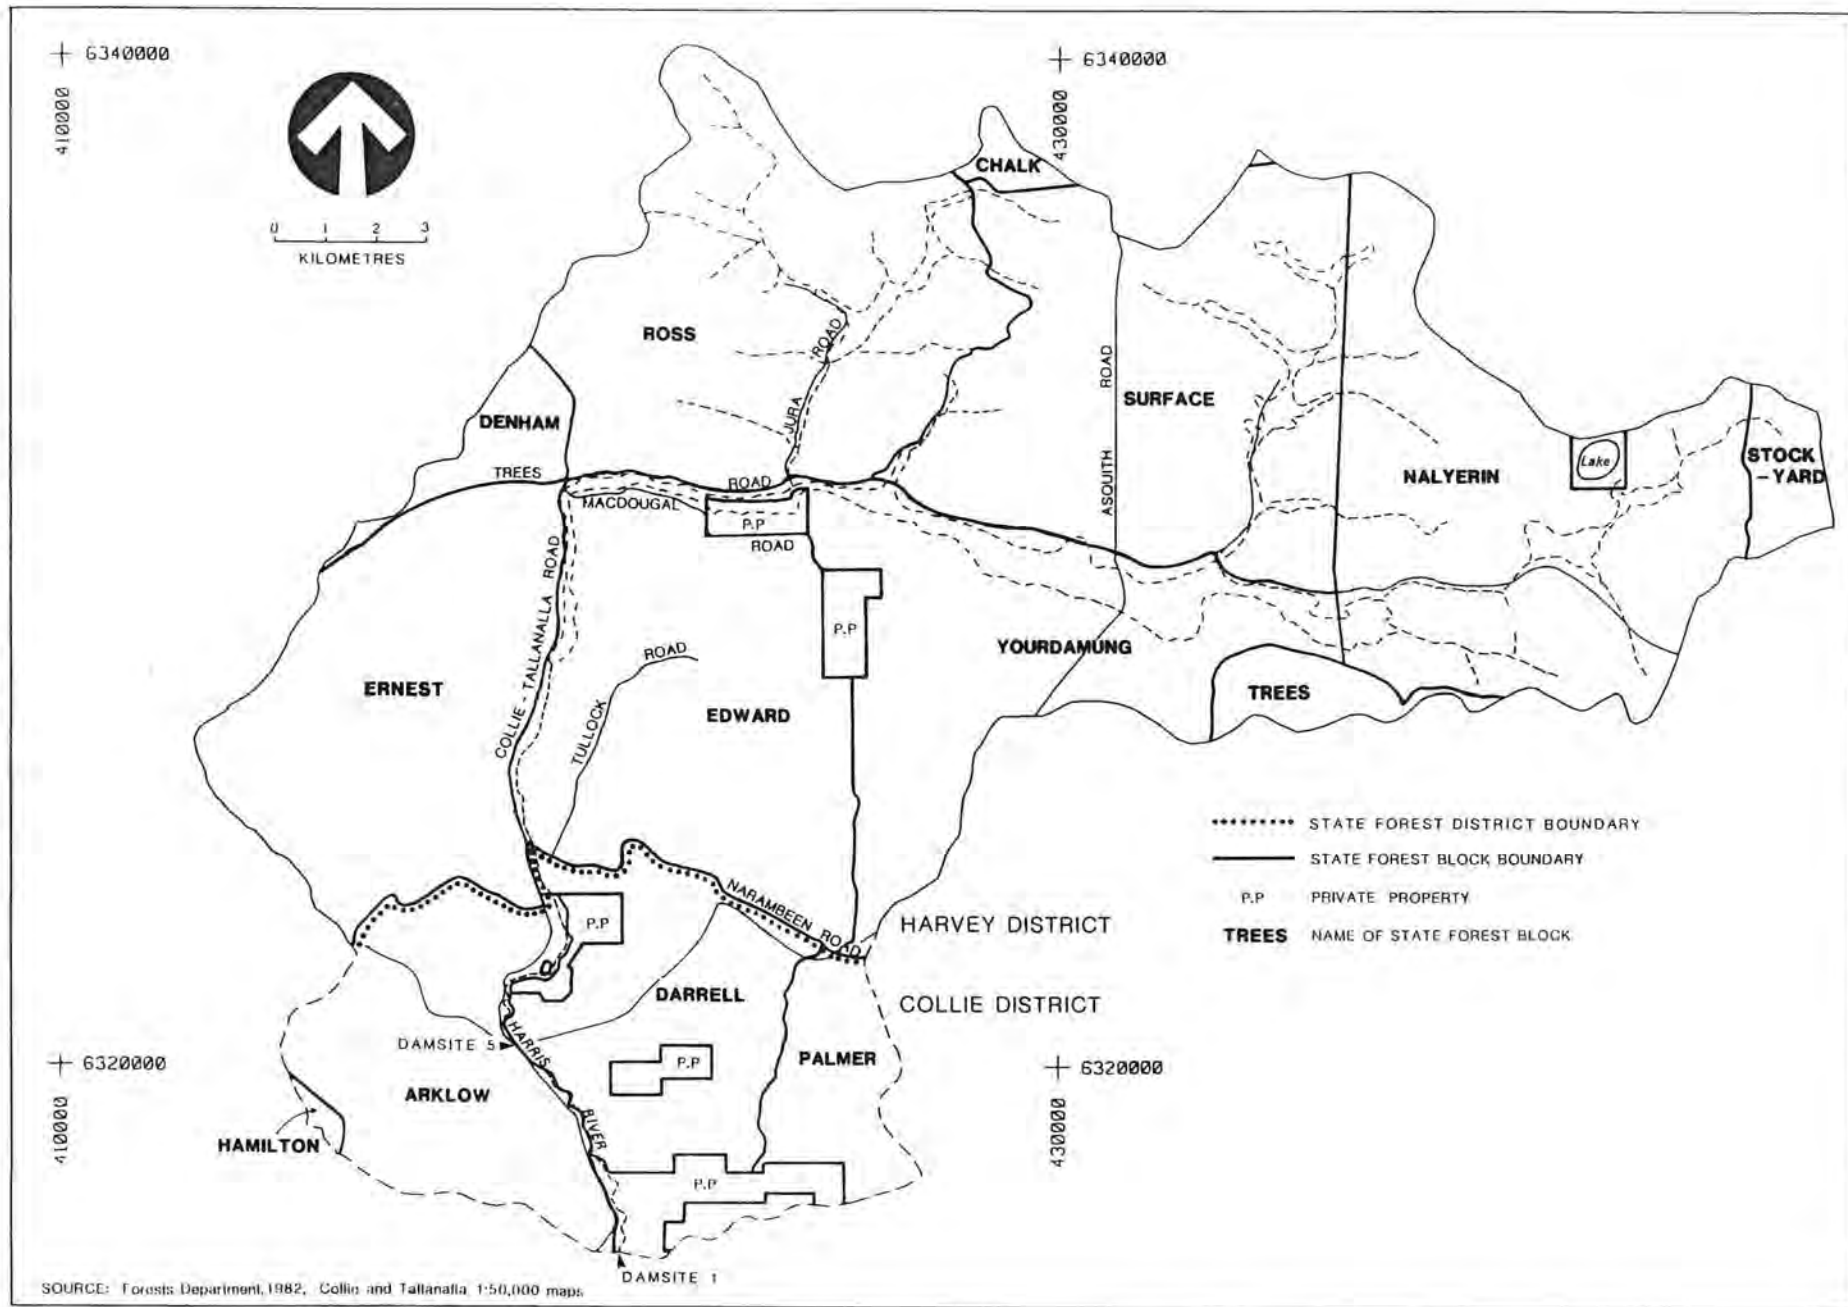 6340000
6340000
410000
430000
0 1 2 3
KILOMETRES
CHALK
ROSS
JURA ROAD
ASQUITH ROAD
SURFACE
DENHAM
TREES ROAD
MACDOUGAL
ROAD
P.P
Lake
NALYERIN
STOCK
-YARD
COLLIE - TALLANALLA ROAD
P.P
TULLOCK ROAD
YOURDAMUNG
ERNEST
EDWARD
TREES
STATE FOREST DISTRICT BOUNDARY
STATE FOREST BLOCK BOUNDARY
P.P PRIVATE PROPERTY
TREES NAME OF STATE FOREST BLOCK
NARAMBEEN ROAD
P.P
HARVEY DISTRICT
COLLIE DISTRICT
DARRELL
DAMSITE 5
HARRIS RIVER
P.P
PALMER
6320000
6320000
ARKLOW
410000
430000
HAMILTON
P.P
DAMSITE 1
SOURCE: Forests Department, 1982, Collie and Tallanalla 1:50,000 maps